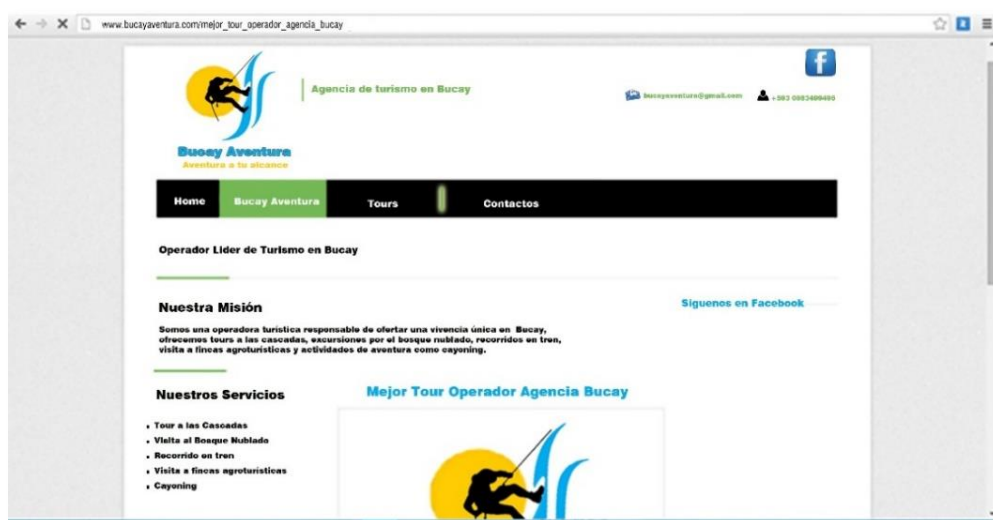 www.bucayaventura.com/mejor_tour_operador_agencia_bucay
f
Agencia de turismo en Bucay
bucayaventura@gmail.com
Bucay Aventura
Aventura a tu alcance
Home Bucay Aventura Tours Contactos
Operador Lider de Turismo en Bucay
Nuestra Misión
Siguenos en Facebook
Somos una operadora turística responsable de ofertar una vivencia única en Bucay,
ofrecemos tours a las cascadas, excursiones por el bosque nublado, recorridos en tren,
visita a fincas agroturísticas y actividades de aventura como cayoning.
Nuestros Servicios
Mejor Tour Operador Agencia Bucay
• Tour a las Cascadas
• Visita al Bosque Nublado
• Recorrido en tren
• Visita a fincas agroturísticas
• Cayoning